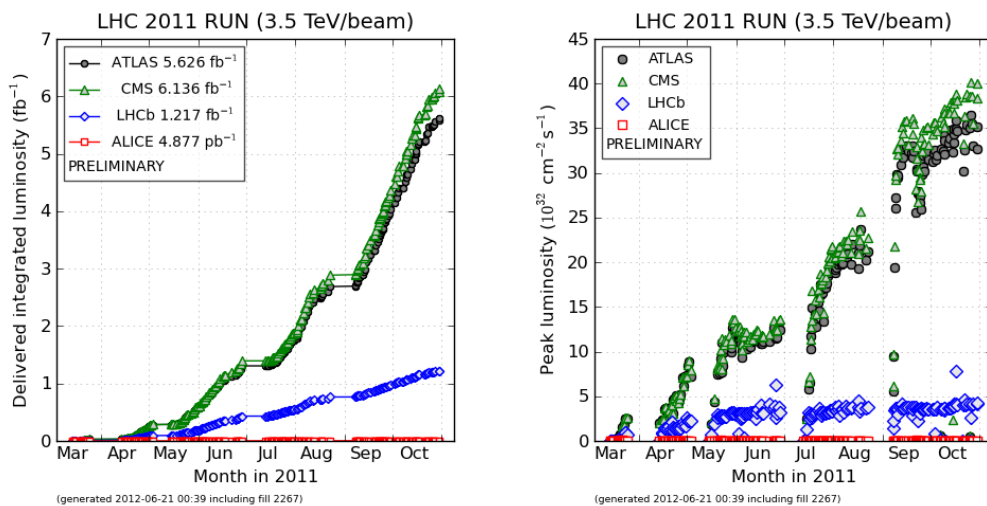 LHC 2011 RUN (3.5 TeV/beam)
Delivered integrated luminosity (fb⁻¹)
7
6
5
4
3
2
1
0
ATLAS 5.626 fb⁻¹
CMS 6.136 fb⁻¹
LHCb 1.217 fb⁻¹
ALICE 4.877 pb⁻¹
PRELIMINARY
Mar Apr May Jun Jul Aug Sep Oct
Month in 2011
(generated 2012-06-21 00:39 including fill 2267)
LHC 2011 RUN (3.5 TeV/beam)
Peak luminosity (10³² cm⁻² s⁻¹)
45
40
35
30
25
20
15
10
5
0
ATLAS
CMS
LHCb
ALICE
PRELIMINARY
Mar Apr May Jun Jul Aug Sep Oct
Month in 2011
(generated 2012-06-21 00:39 including fill 2267)